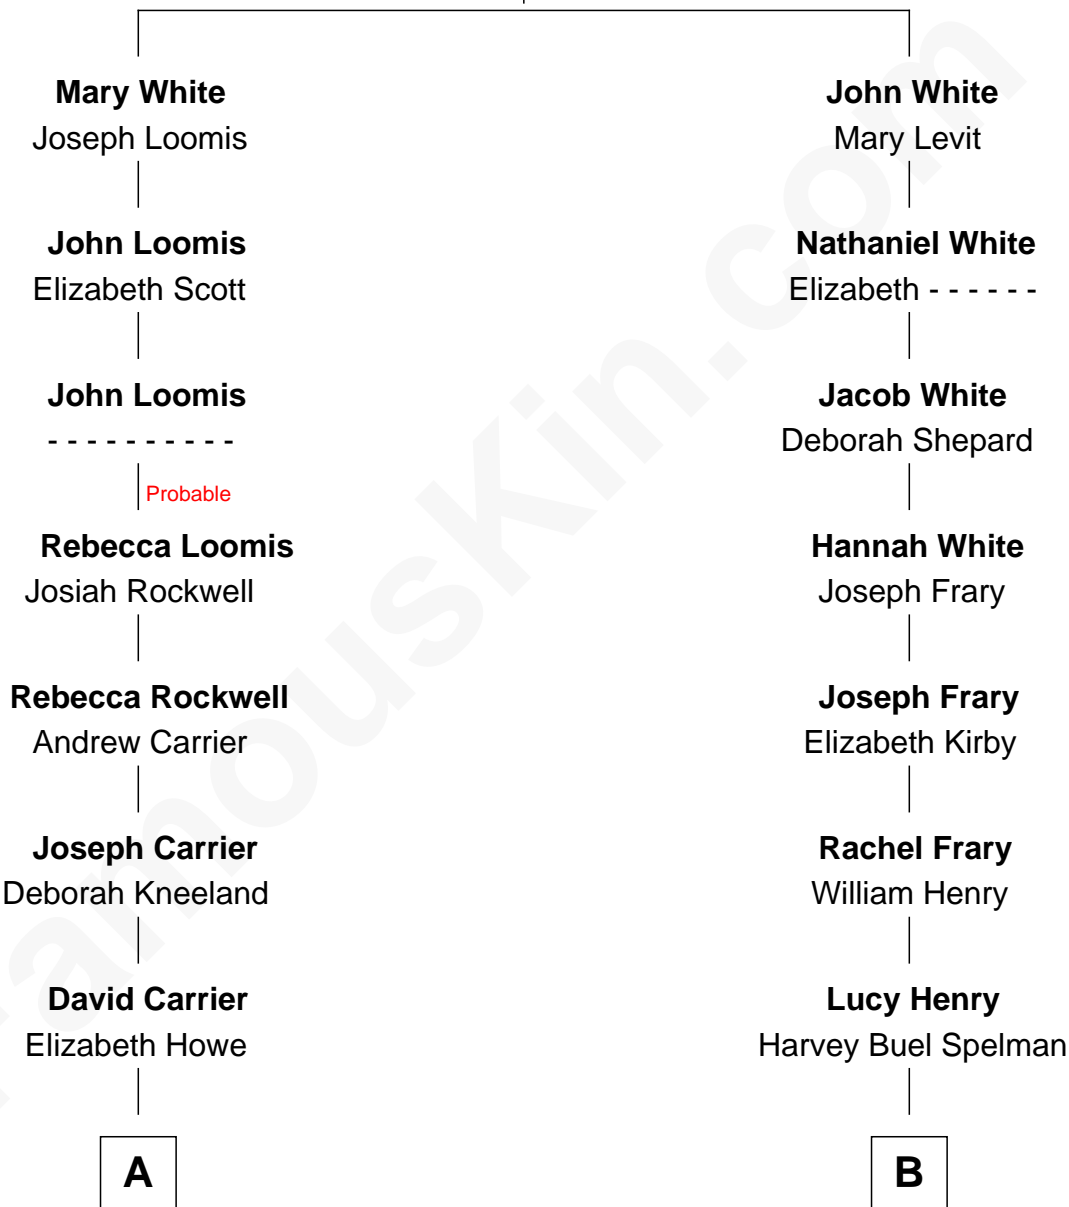 Mary White
Joseph Loomis
John Loomis
Elizabeth Scott
John Loomis
- - - - - - - - - -
Probable
Rebecca Loomis
Josiah Rockwell
Rebecca Rockwell
Andrew Carrier
Joseph Carrier
Deborah Kneeland
David Carrier
Elizabeth Howe
A
John White
Mary Levit
Nathaniel White
Elizabeth - - - - - -
Jacob White
Deborah Shepard
Hannah White
Joseph Frary
Joseph Frary
Elizabeth Kirby
Rachel Frary
William Henry
Lucy Henry
Harvey Buel Spelman
B
FamousKin.com